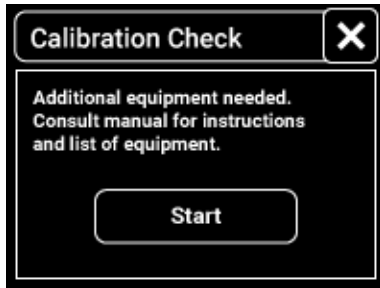 Calibration Check
Additional equipment needed.
Consult manual for instructions
and list of equipment.
Start